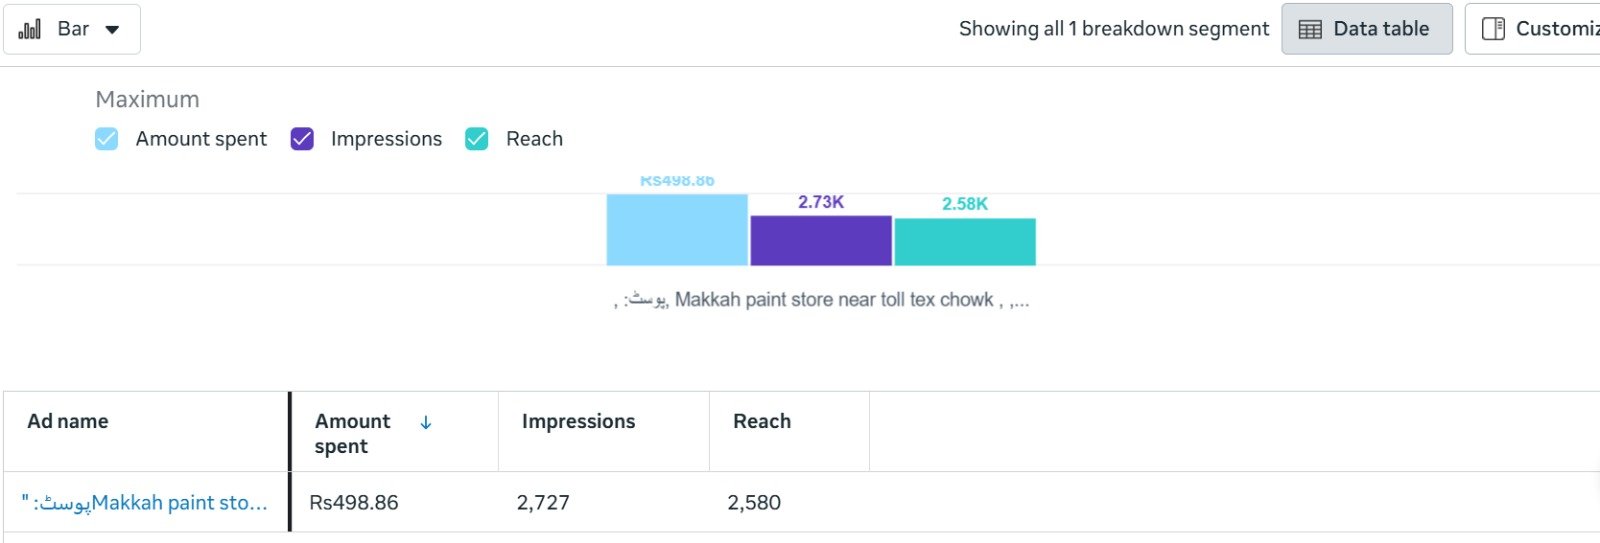 Bar
Showing all 1 breakdown segment
Data table
Customiz
Maximum
Amount spent Impressions Reach
Rs498.86
2.73K
2.58K
, :پوسٹ, Makkah paint store near toll tex chowk , ,...
Ad name
Amount spent
Impressions
Reach
" :پوسٹMakkah paint sto...
Rs498.86
2,727
2,580